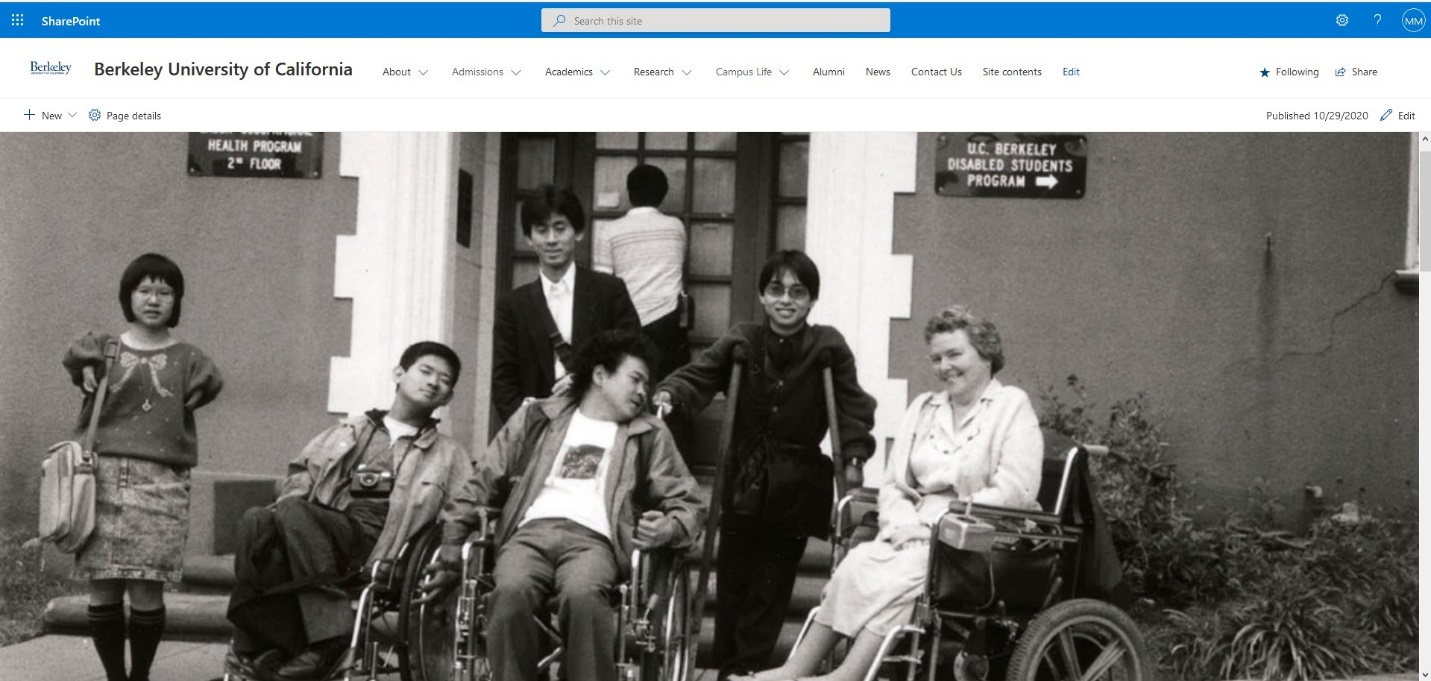 SharePoint
Search this site
MM
Berkeley
Berkeley University of California
About
Admissions
Academics
Research
Campus Life
Alumni
News
Contact Us
Site contents
Edit
Following
Share
New
Page details
Published 10/29/2020
Edit
HEALTH PROGRAM
2ND FLOOR
U.C. BERKELEY
DISABLED STUDENTS
PROGRAM